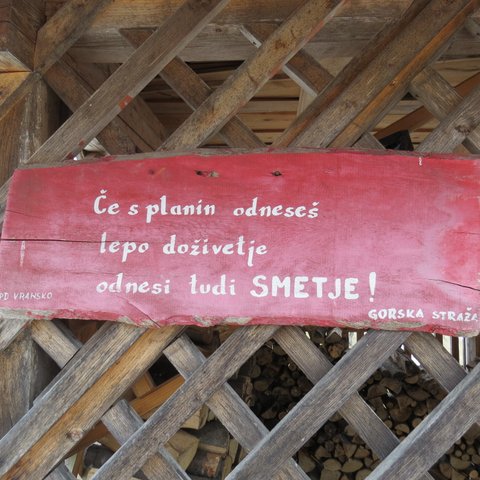 Če s planin odneseš
lepo doživetje
odnesi tudi SMETJE!
PD VRANSKO
GORSKA STRAŽA